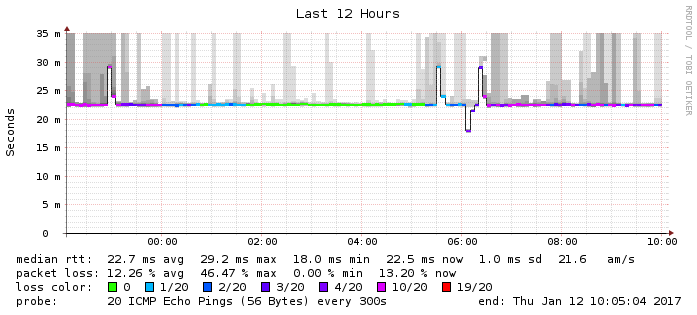 Last 12 Hours
RRDTOOL / TOBI OETIKER
Seconds
35 m
30 m
25 m
20 m
15 m
10 m
5 m
0
00:00 02:00 04:00 06:00 08:00 10:00
median rtt: 22.7 ms avg 29.2 ms max 18.0 ms min 22.5 ms now 1.0 ms sd 21.6 am/s
packet loss: 12.26 % avg 46.47 % max 0.00 % min 13.20 % now
loss color: 0 1/20 2/20 3/20 4/20 10/20 19/20
probe: 20 ICMP Echo Pings (56 Bytes) every 300s end: Thu Jan 12 10:05:04 2017